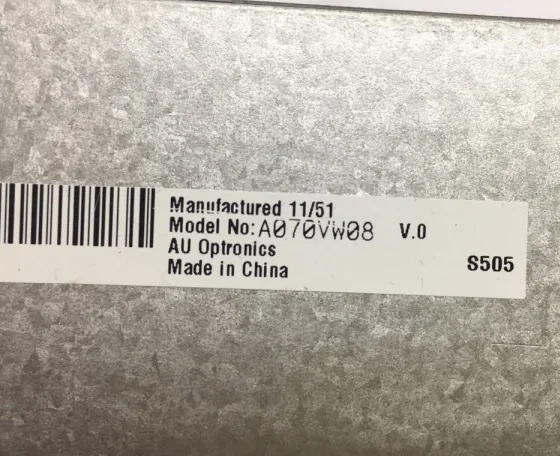 Manufactured 11/51
Model No:A070VW08 V.0
AU Optronics
Made in China
S505